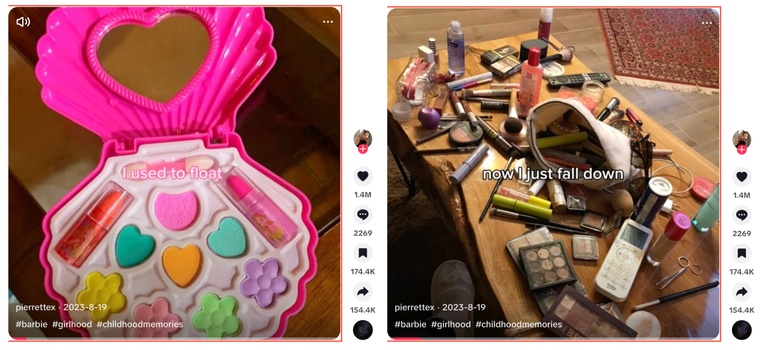 I used to float
1.4M
2269
174.4K
154.4K
pierrettex · 2023-8-19
#barbie #girlhood #childhoodmemories
now I just fall down
1.4M
2269
174.4K
154.4K
pierrettex · 2023-8-19
#barbie #girlhood #childhoodmemories